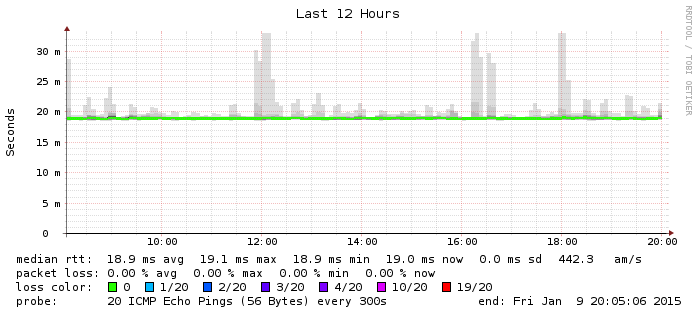 Last 12 Hours
RRDTOOL / TOBI OETIKER
Seconds
30 m
25 m
20 m
15 m
10 m
5 m
0
10:00 12:00 14:00 16:00 18:00 20:00
median rtt: 18.9 ms avg 19.1 ms max 18.9 ms min 19.0 ms now 0.0 ms sd 442.3 am/s
packet loss: 0.00 % avg 0.00 % max 0.00 % min 0.00 % now
loss color: 0 1/20 2/20 3/20 4/20 10/20 19/20
probe: 20 ICMP Echo Pings (56 Bytes) every 300s end: Fri Jan 9 20:05:06 2015